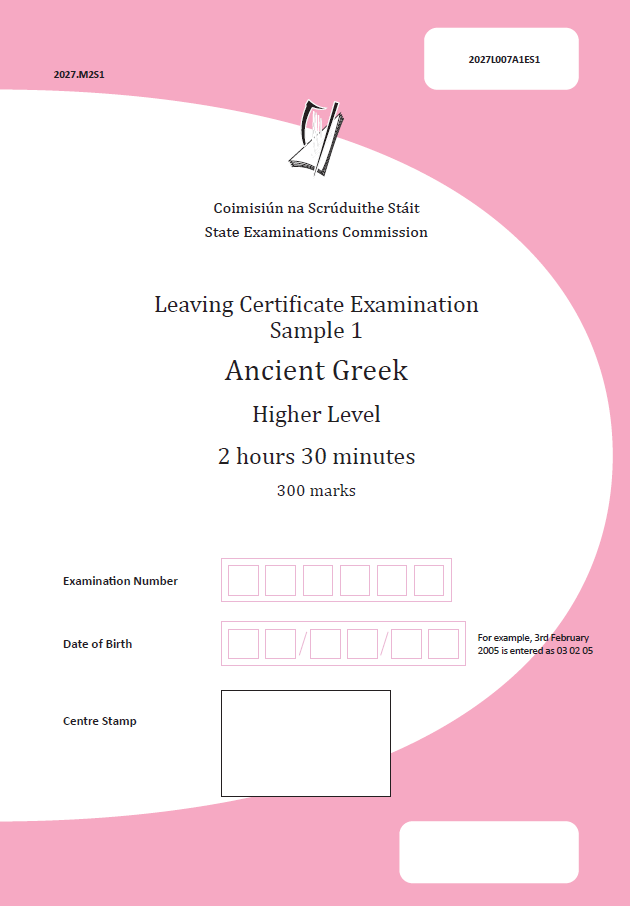 2027.M2S1
2027L007A1ES1
Coimisiún na Scrúduithe Stáit
State Examinations Commission
Leaving Certificate Examination
Sample 1
Ancient Greek
Higher Level
2 hours 30 minutes
300 marks
Examination Number
Date of Birth
/ /
For example, 3rd February
2005 is entered as 03 02 05
Centre Stamp